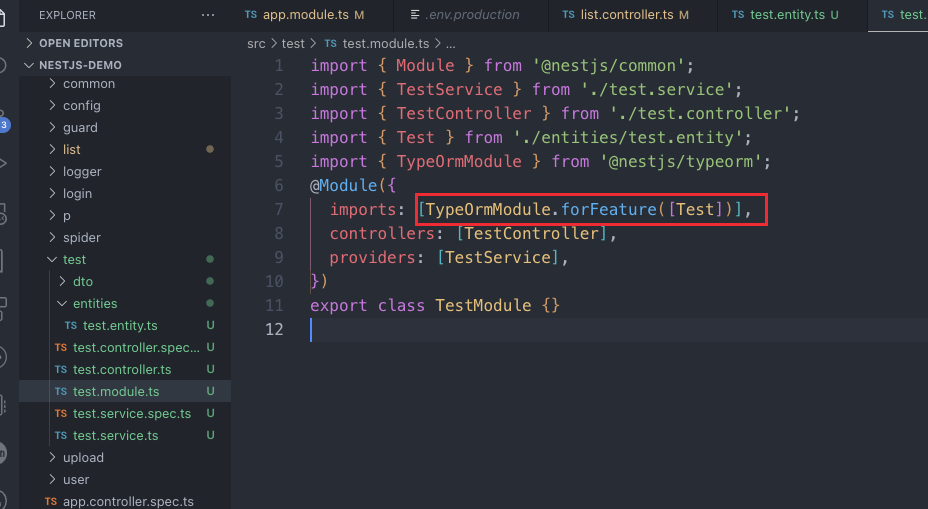 EXPLORER
OPEN EDITORS
NESTJS-DEMO
common
config
guard
list
logger
login
p
spider
test
dto
entities
TS test.entity.ts U
TS test.controller.spec... U
TS test.controller.ts U
TS test.module.ts U
TS test.service.spec.ts U
TS test.service.ts U
upload
user
TS app.controller.spec.ts
3
TS app.module.ts M
.env.production
TS list.controller.ts M
TS test.entity.ts U
TS test.
src > test > TS test.module.ts > ...
1 import { Module } from '@nestjs/common';
2 import { TestService } from './test.service';
3 import { TestController } from './test.controller';
4 import { Test } from './entities/test.entity';
5 import { TypeOrmModule } from '@nestjs/typeorm';
6 @Module({
7 imports: [TypeOrmModule.forFeature([Test])],
8 controllers: [TestController],
9 providers: [TestService],
10 })
11 export class TestModule {}
12